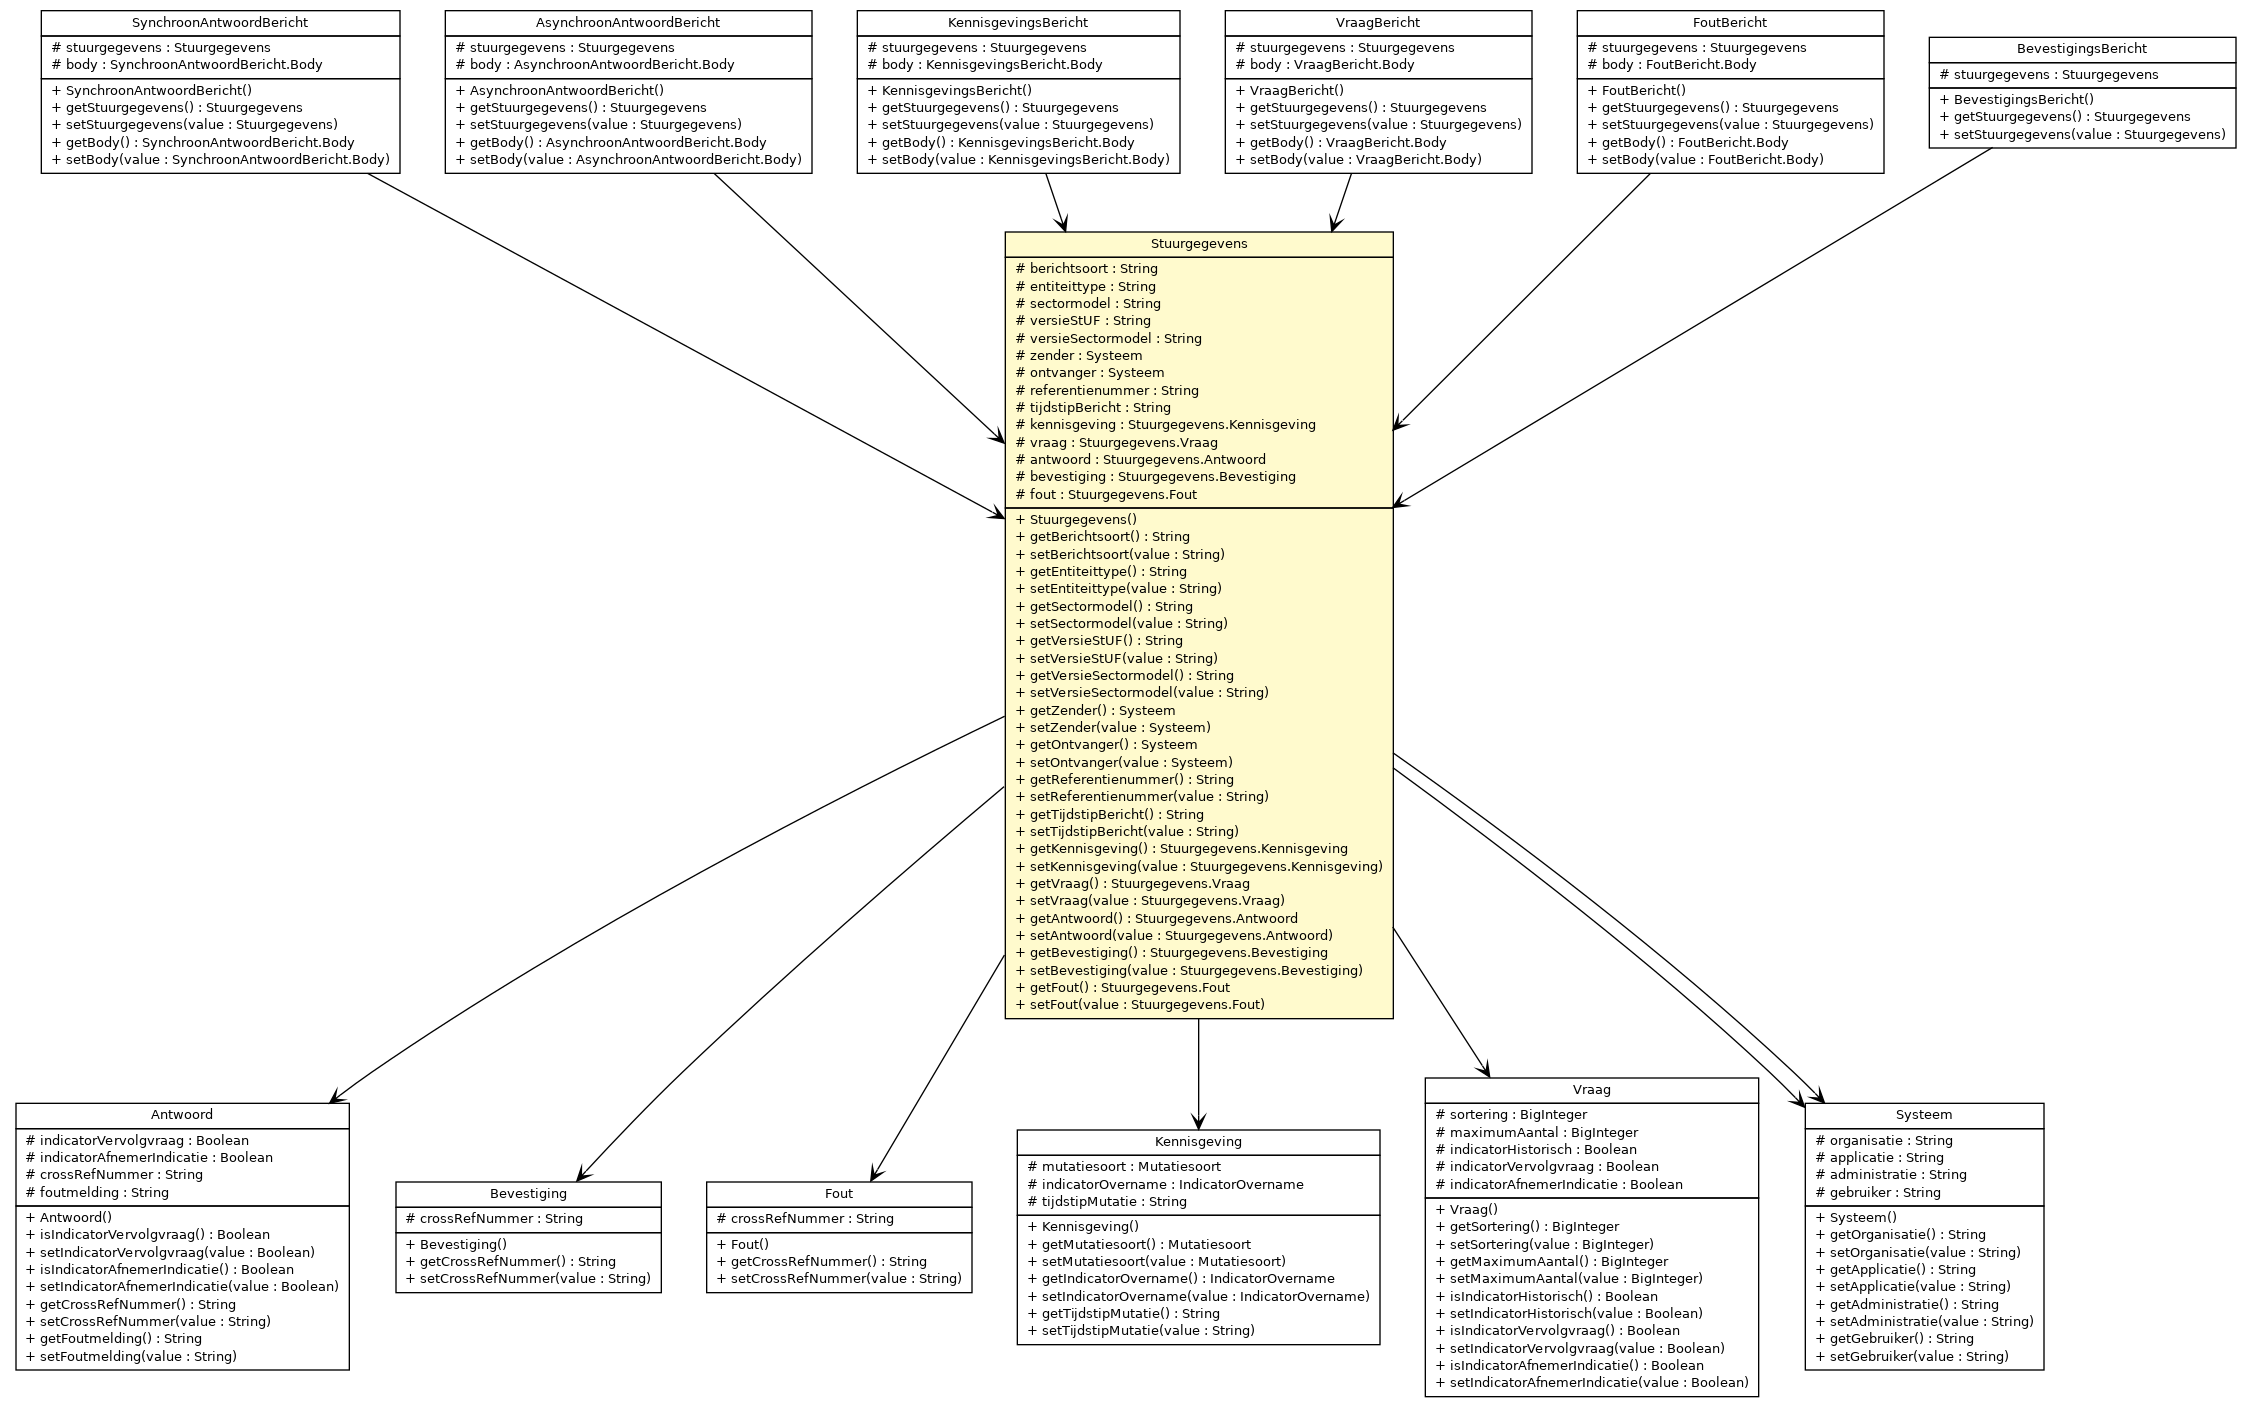 SynchroonAntwoordBericht
# stuurgegevens : Stuurgegevens
# body : SynchroonAntwoordBericht.Body
+ SynchroonAntwoordBericht()
+ getStuurgegevens() : Stuurgegevens
+ setStuurgegevens(value : Stuurgegevens)
+ getBody() : SynchroonAntwoordBericht.Body
+ setBody(value : SynchroonAntwoordBericht.Body)
AsynchroonAntwoordBericht
# stuurgegevens : Stuurgegevens
# body : AsynchroonAntwoordBericht.Body
+ AsynchroonAntwoordBericht()
+ getStuurgegevens() : Stuurgegevens
+ setStuurgegevens(value : Stuurgegevens)
+ getBody() : AsynchroonAntwoordBericht.Body
+ setBody(value : AsynchroonAntwoordBericht.Body)
KennisgevingsBericht
# stuurgegevens : Stuurgegevens
# body : KennisgevingsBericht.Body
+ KennisgevingsBericht()
+ getStuurgegevens() : Stuurgegevens
+ setStuurgegevens(value : Stuurgegevens)
+ getBody() : KennisgevingsBericht.Body
+ setBody(value : KennisgevingsBericht.Body)
VraagBericht
# stuurgegevens : Stuurgegevens
# body : VraagBericht.Body
+ VraagBericht()
+ getStuurgegevens() : Stuurgegevens
+ setStuurgegevens(value : Stuurgegevens)
+ getBody() : VraagBericht.Body
+ setBody(value : VraagBericht.Body)
FoutBericht
# stuurgegevens : Stuurgegevens
# body : FoutBericht.Body
+ FoutBericht()
+ getStuurgegevens() : Stuurgegevens
+ setStuurgegevens(value : Stuurgegevens)
+ getBody() : FoutBericht.Body
+ setBody(value : FoutBericht.Body)
BevestigingsBericht
# stuurgegevens : Stuurgegevens
+ BevestigingsBericht()
+ getStuurgegevens() : Stuurgegevens
+ setStuurgegevens(value : Stuurgegevens)
Stuurgegevens
# berichtsoort : String
# entiteittype : String
# sectormodel : String
# versieStUF : String
# versieSectormodel : String
# zender : Systeem
# ontvanger : Systeem
# referentienummer : String
# tijdstipBericht : String
# kennisgeving : Stuurgegevens.Kennisgeving
# vraag : Stuurgegevens.Vraag
# antwoord : Stuurgegevens.Antwoord
# bevestiging : Stuurgegevens.Bevestiging
# fout : Stuurgegevens.Fout
+ Stuurgegevens()
+ getBerichtsoort() : String
+ setBerichtsoort(value : String)
+ getEntiteittype() : String
+ setEntiteittype(value : String)
+ getSectormodel() : String
+ setSectormodel(value : String)
+ getVersieStUF() : String
+ setVersieStUF(value : String)
+ getVersieSectormodel() : String
+ setVersieSectormodel(value : String)
+ getZender() : Systeem
+ setZender(value : Systeem)
+ getOntvanger() : Systeem
+ setOntvanger(value : Systeem)
+ getReferentienummer() : String
+ setReferentienummer(value : String)
+ getTijdstipBericht() : String
+ setTijdstipBericht(value : String)
+ getKennisgeving() : Stuurgegevens.Kennisgeving
+ setKennisgeving(value : Stuurgegevens.Kennisgeving)
+ getVraag() : Stuurgegevens.Vraag
+ setVraag(value : Stuurgegevens.Vraag)
+ getAntwoord() : Stuurgegevens.Antwoord
+ setAntwoord(value : Stuurgegevens.Antwoord)
+ getBevestiging() : Stuurgegevens.Bevestiging
+ setBevestiging(value : Stuurgegevens.Bevestiging)
+ getFout() : Stuurgegevens.Fout
+ setFout(value : Stuurgegevens.Fout)
Antwoord
# indicatorVervolgvraag : Boolean
# indicatorAfnemerIndicatie : Boolean
# crossRefNummer : String
# foutmelding : String
+ Antwoord()
+ isIndicatorVervolgvraag() : Boolean
+ setIndicatorVervolgvraag(value : Boolean)
+ isIndicatorAfnemerIndicatie() : Boolean
+ setIndicatorAfnemerIndicatie(value : Boolean)
+ getCrossRefNummer() : String
+ setCrossRefNummer(value : String)
+ getFoutmelding() : String
+ setFoutmelding(value : String)
Bevestiging
# crossRefNummer : String
+ Bevestiging()
+ getCrossRefNummer() : String
+ setCrossRefNummer(value : String)
Fout
# crossRefNummer : String
+ Fout()
+ getCrossRefNummer() : String
+ setCrossRefNummer(value : String)
Kennisgeving
# mutatiesoort : Mutatiesoort
# indicatorOvername : IndicatorOvername
# tijdstipMutatie : String
+ Kennisgeving()
+ getMutatiesoort() : Mutatiesoort
+ setMutatiesoort(value : Mutatiesoort)
+ getIndicatorOvername() : IndicatorOvername
+ setIndicatorOvername(value : IndicatorOvername)
+ getTijdstipMutatie() : String
+ setTijdstipMutatie(value : String)
Vraag
# sortering : BigInteger
# maximumAantal : BigInteger
# indicatorHistorisch : Boolean
# indicatorVervolgvraag : Boolean
# indicatorAfnemerIndicatie : Boolean
+ Vraag()
+ getSortering() : BigInteger
+ setSortering(value : BigInteger)
+ getMaximumAantal() : BigInteger
+ setMaximumAantal(value : BigInteger)
+ isIndicatorHistorisch() : Boolean
+ setIndicatorHistorisch(value : Boolean)
+ isIndicatorVervolgvraag() : Boolean
+ setIndicatorVervolgvraag(value : Boolean)
+ isIndicatorAfnemerIndicatie() : Boolean
+ setIndicatorAfnemerIndicatie(value : Boolean)
Systeem
# organisatie : String
# applicatie : String
# administratie : String
# gebruiker : String
+ Systeem()
+ getOrganisatie() : String
+ setOrganisatie(value : String)
+ getApplicatie() : String
+ setApplicatie(value : String)
+ getAdministratie() : String
+ setAdministratie(value : String)
+ getGebruiker() : String
+ setGebruiker(value : String)